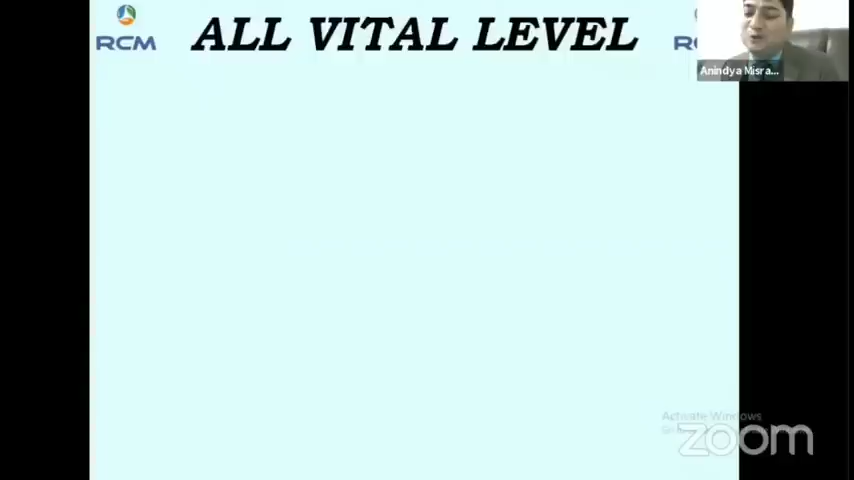 RCM
ALL VITAL LEVEL
Anindya Misra...
Activate Windows
zoom